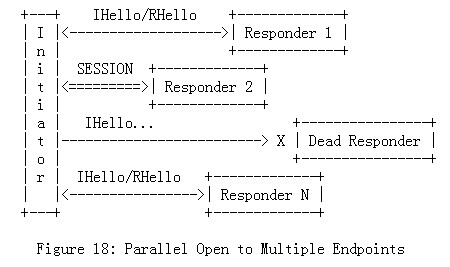 +---+   IHello/RHello    +-------------+
| I |<------------------>| Responder 1 |
| n |                    +-------------+
| i |  SESSION  +-------------+
| t |<=========>| Responder 2 |
| i |           +-------------+
| a |   IHello...                +----------------+
| t |-------------------------> X | Dead Responder |
| o |                            +----------------+
| r |  IHello/RHello    +-------------+
|   |<----------------->| Responder N |
+---+                   +-------------+
Figure 18: Parallel Open to Multiple Endpoints